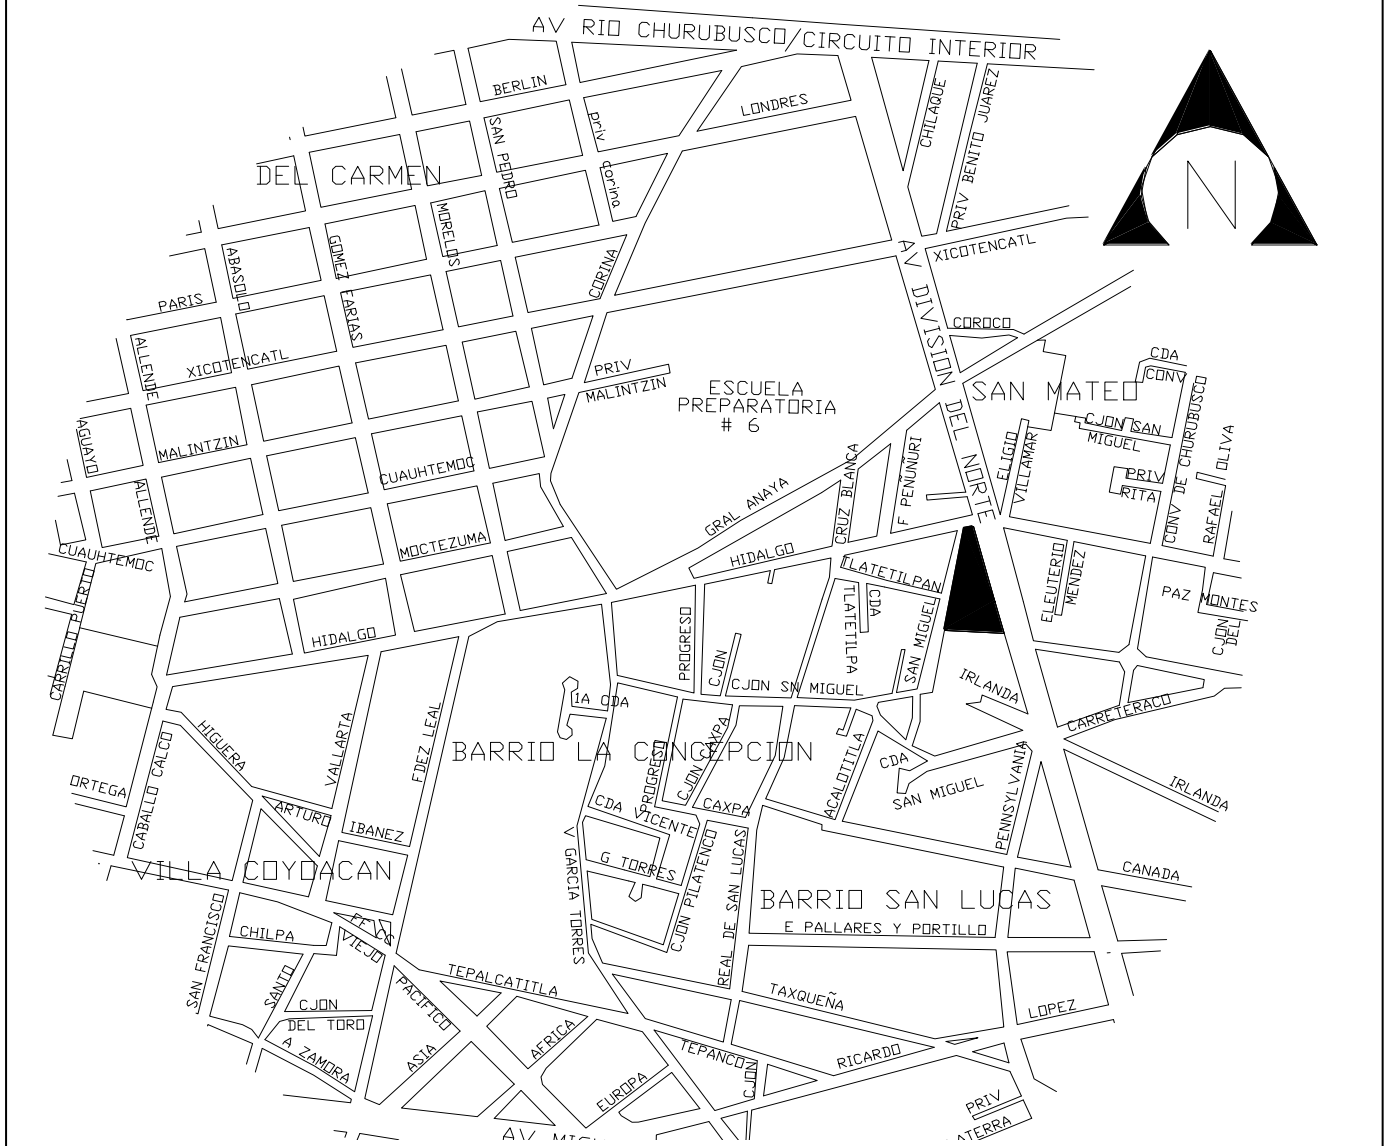 AV RIO CHURUBUSCO/CIRCUITO INTERIOR
BERLIN
LONDRES
CHILAQUE
PRIV BENITO JUAREZ
SAN PEDRO
priv
corina
DEL CARMEN
N
MORELOS
GOMEZ FARIAS
ABASOLO
PARIS
CORINA
AV DIVISION DEL NORTE
XICOTENCATL
COROCO
ALLENDE
XICOTENCATL
PRIV
MALINTZIN
ESCUELA
PREPARATORIA
# 6
SAN MATEO
CDA
CONV
CJON SAN
MIGUEL
CONV DE CHURUBUSCO
RAFAEL OLIVA
PRIV
RITA
ELIGIO
VILLAMAR
AGUAYO
MALINTZIN
CUAUHTEMOC
ALLENDE
GRAL ANAYA
CRUZ BLANCA
F PEÑUÑURI
MOCTEZUMA
HIDALGO
CUAUHTEMOC
CARRILLO PUERTO
TLATETILPAN
TLATETILPA
CDA
SAN MIGUEL
ELEUTERIO
MENDEZ
PAZ MONTES
CJON
DEL
HIDALGO
PROGRESO
CJON
CJON SN MIGUEL
IRLANDA
CARRETERACO
1A CDA
HIGUERA
VALLARTA
FDEZ LEAL
BARRIO LA CONCEPCION
PROGRESO
CJON CAXPA
CAXPA
ACALOTITLA
CDA
SAN MIGUEL
PENNSYLVANIA
IRLANDA
ORTEGA
CABALLO CALCO
ARTURO
IBANEZ
CDA
VICENTE
G TORRES
V GARCIA TORRES
CJON PILATENCO
REAL DE SAN LUCAS
VILLA COYOACAN
CANADA
BARRIO SAN LUCAS
E PALLARES Y PORTILLO
SAN FRANCISCO
CHILPA
FF CC
VIEJO
SANTO
CJON
DEL TORO
PACIFICO
TEPALCATITLA
TAXQUEÑA
LOPEZ
A ZAMORA
ASIA
AFRICA
EUROPA
TEPANCO
CJON
RICARDO
PRIV